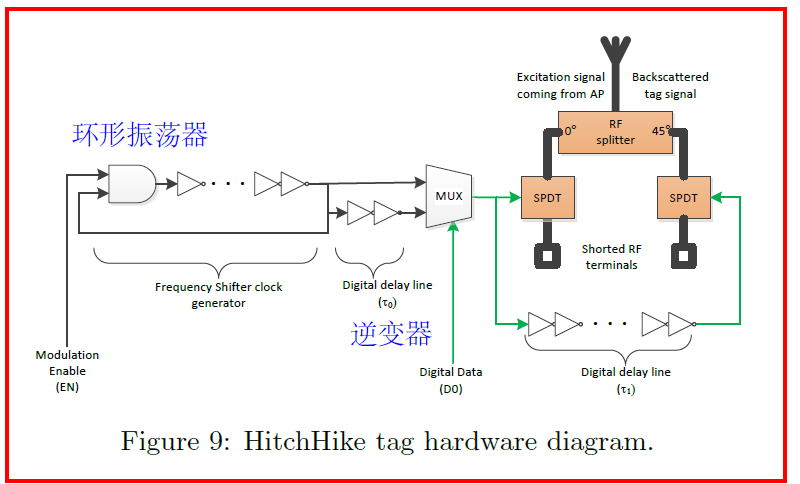 Excitation signal
coming from AP
Backscattered
tag signal
环形振荡器
0°
RF
splitter
45°
MUX
SPDT
SPDT
Shorted RF
terminals
Frequency Shifter clock
generator
Digital delay line
(τ0)
逆变器
Modulation
Enable
(EN)
Digital Data
(D0)
Digital delay line
(τ1)
Figure 9: HitchHike tag hardware diagram.